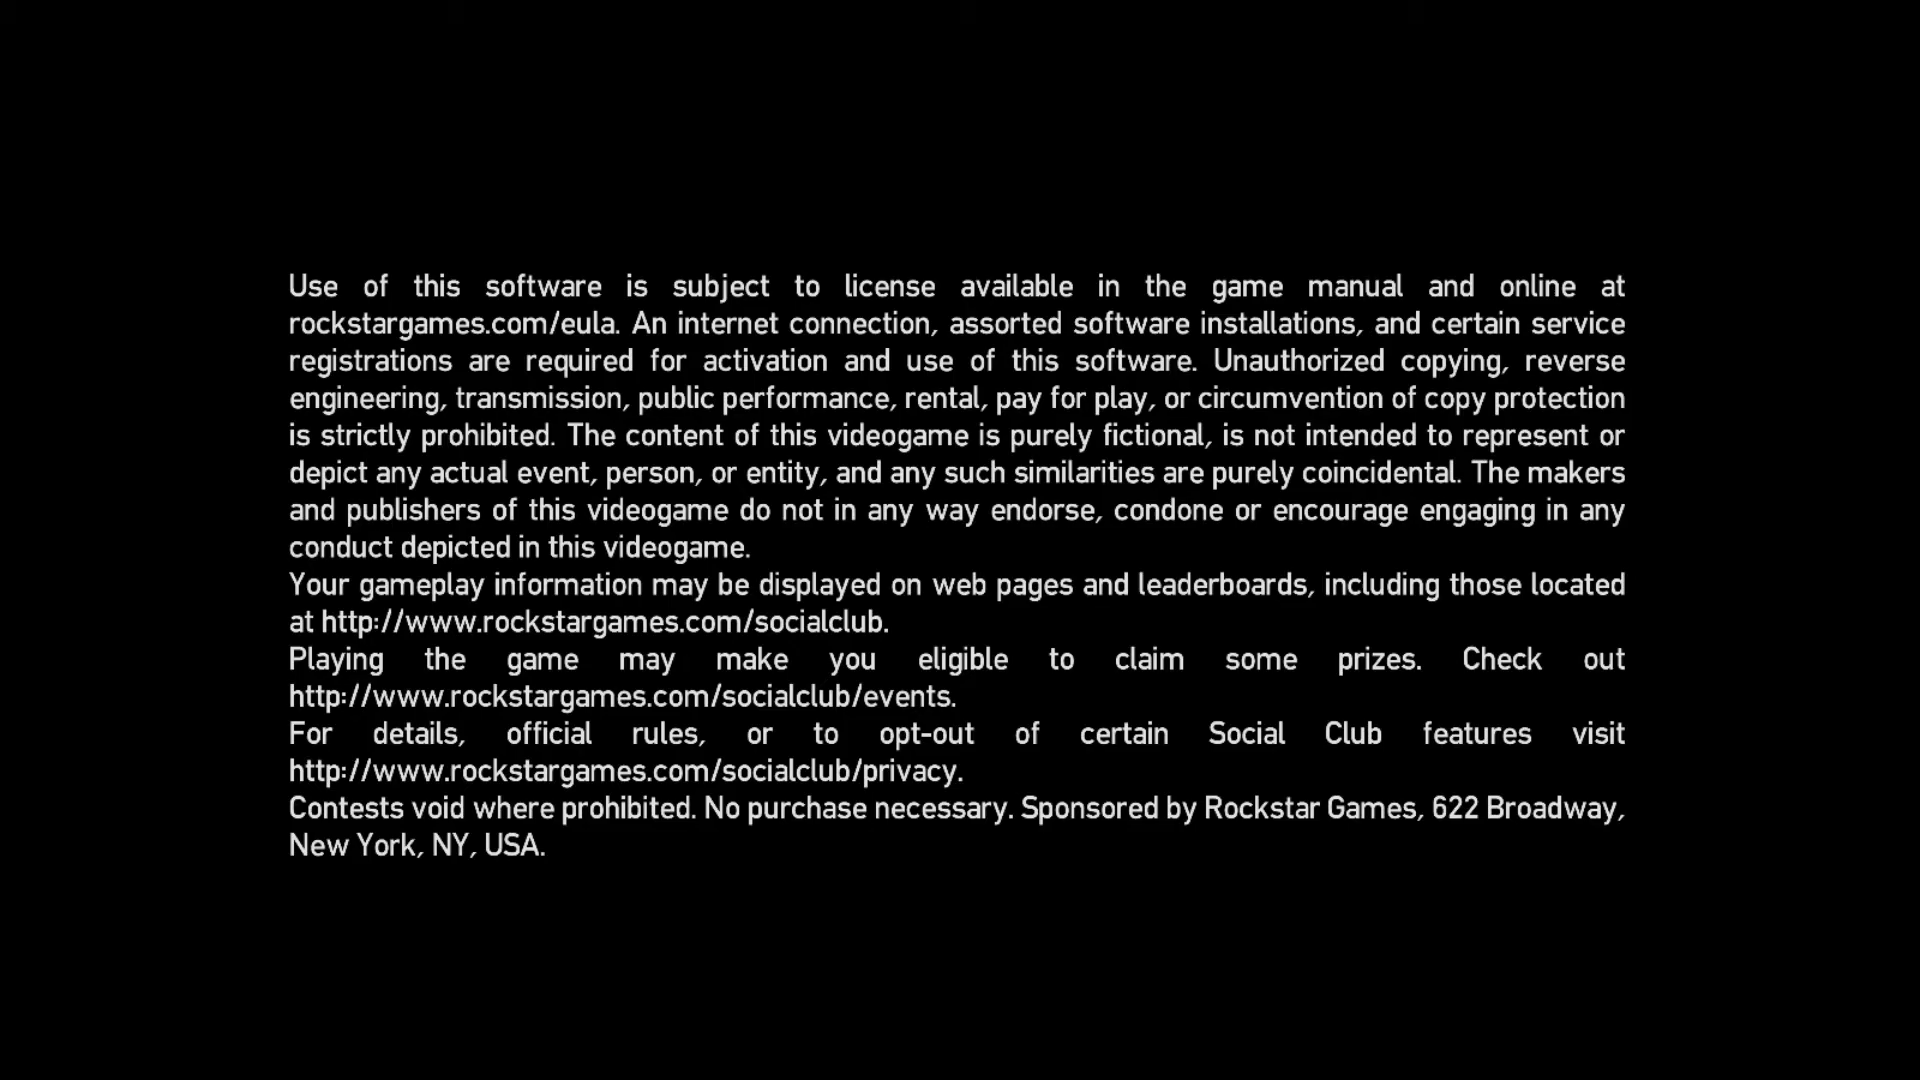 Use of this software is subject to license available in the game manual and online at
rockstargames.com/eula. An internet connection, assorted software installations, and certain service
registrations are required for activation and use of this software. Unauthorized copying, reverse
engineering, transmission, public performance, rental, pay for play, or circumvention of copy protection
is strictly prohibited. The content of this videogame is purely fictional, is not intended to represent or
depict any actual event, person, or entity, and any such similarities are purely coincidental. The makers
and publishers of this videogame do not in any way endorse, condone or encourage engaging in any
conduct depicted in this videogame.
Your gameplay information may be displayed on web pages and leaderboards, including those located
at http://www.rockstargames.com/socialclub.
Playing the game may make you eligible to claim some prizes. Check out
http://www.rockstargames.com/socialclub/events.
For details, official rules, or to opt-out of certain Social Club features visit
http://www.rockstargames.com/socialclub/privacy.
Contests void where prohibited. No purchase necessary. Sponsored by Rockstar Games, 622 Broadway,
New York, NY, USA.